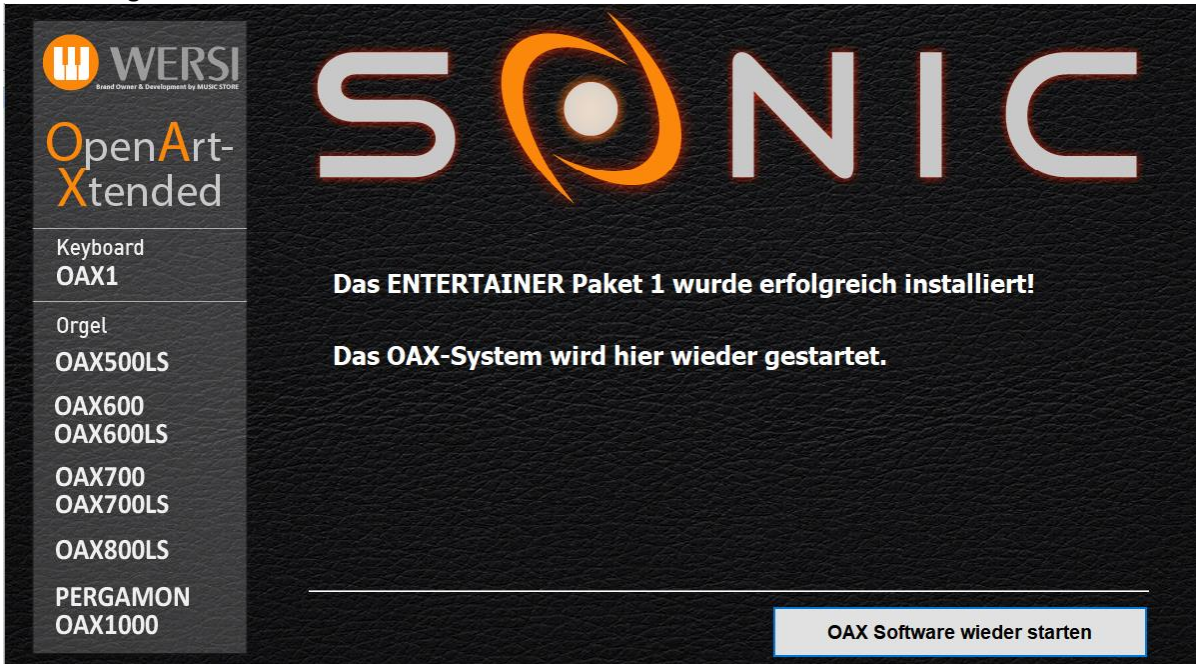 WERSI
Brand Owner & Development by MUSIC STORE
OpenArt-
Xtended
Keyboard
OAX1
Orgel
OAX500LS
OAX600
OAX600LS
OAX700
OAX700LS
OAX800LS
PERGAMON
OAX1000
SONIC
Das ENTERTAINER Paket 1 wurde erfolgreich installiert!
Das OAX-System wird hier wieder gestartet.
OAX Software wieder starten